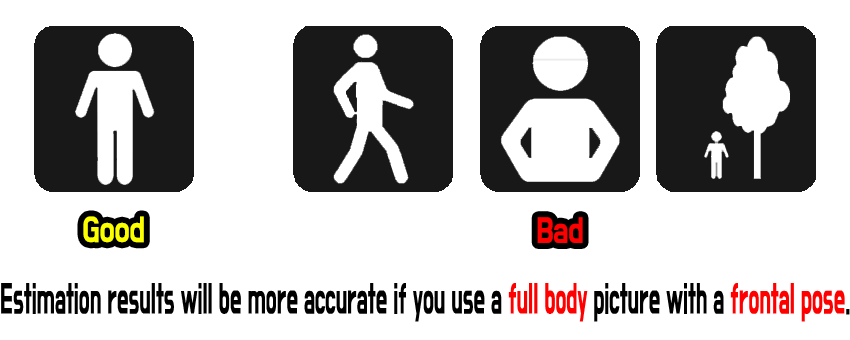 Good
Bad
Estimation results will be more accurate if you use a full body picture with a frontal pose.